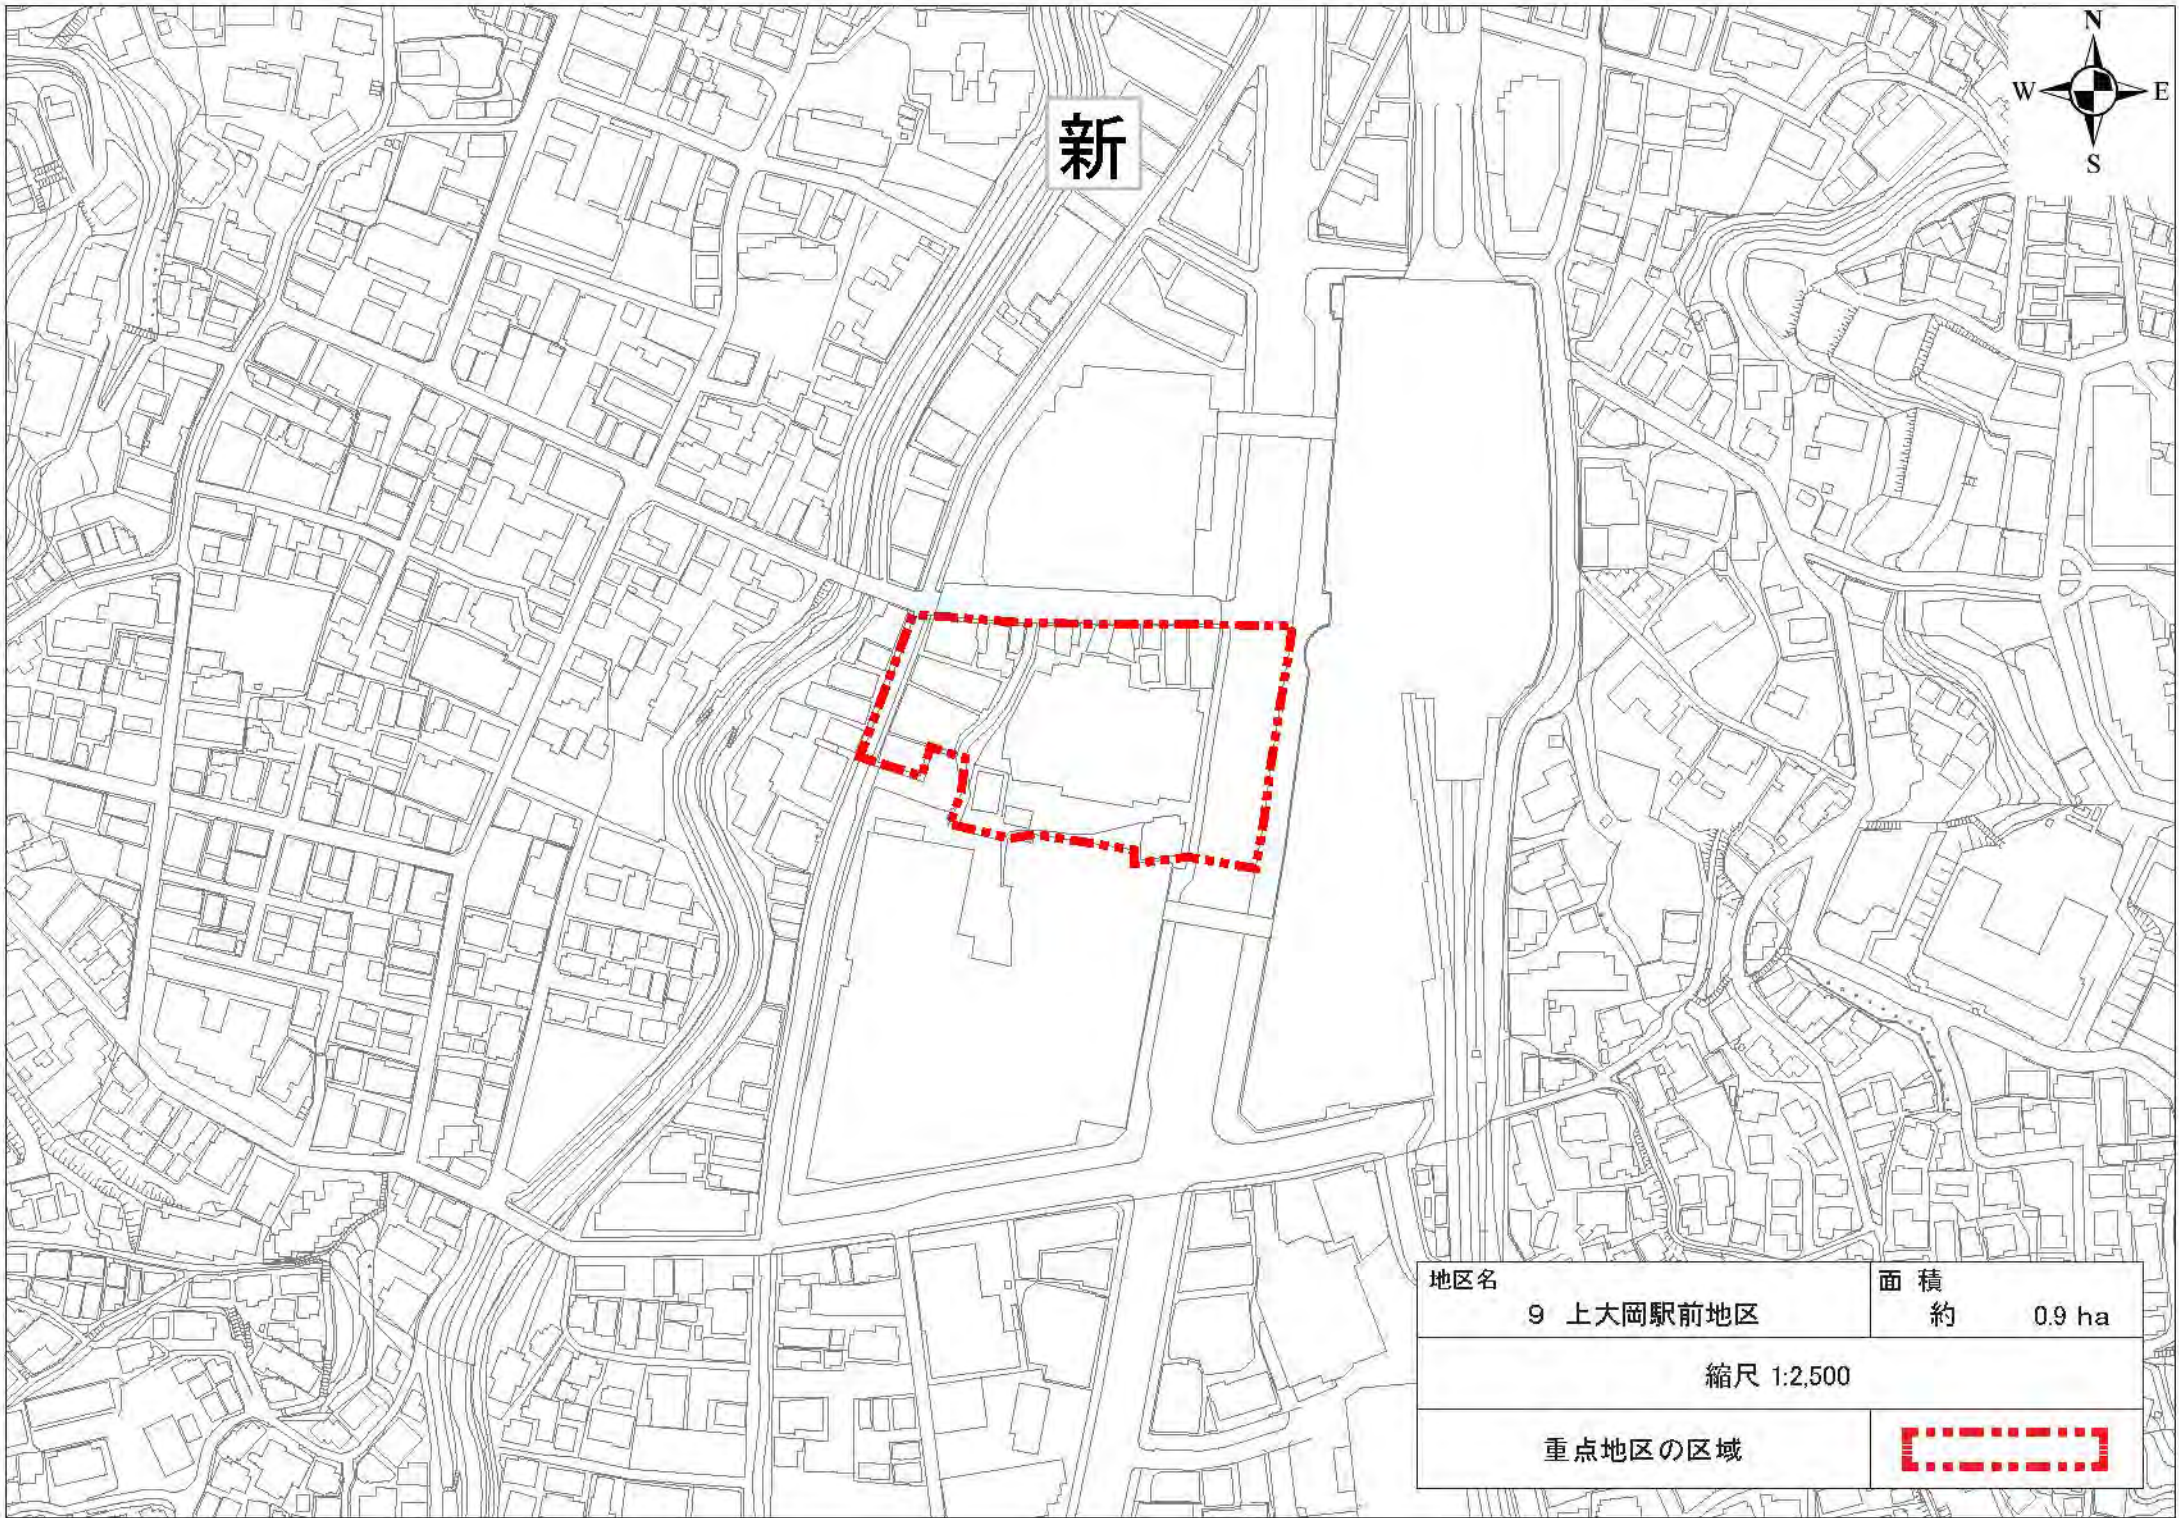 新
N
W E
S
地区名
9 上大岡駅前地区
面 積
約 0.9 ha
縮尺 1:2,500
重点地区の区域